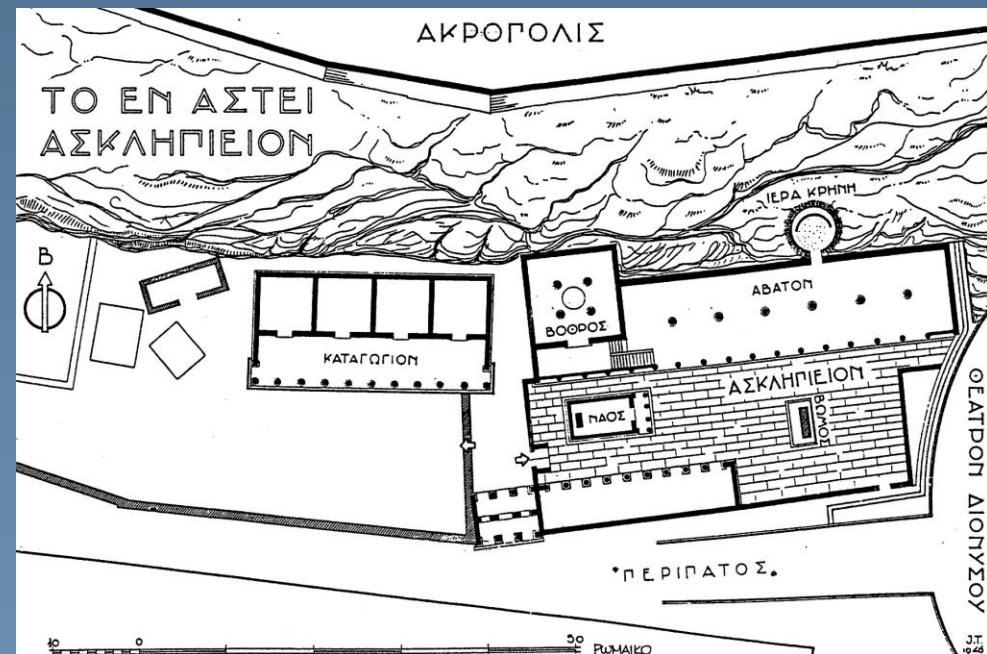 ΑΚΡΟΠΟΛΙΣ
ΤΟ ΕΝ ΑΣΤΕΙ
ΑΣΚΛΗΠΙΕΙΟΝ
ΙΕΡΑ ΚΡΗΝΗ
Β
ΑΒΑΤΟΝ
ΒΟΘΡΟΣ
ΚΑΤΑΓΩΓΙΟΝ
ΑΣΚΛΗΠΙΕΙΟΝ
ΝΑΟΣ
ΒΩΜΟΣ
ΘΕΑΤΡΟΝ ΔΙΟΝΥΣΟΥ
"ΠΕΡΙΠΑΤΟΣ"
10 0 50 ΡΩΜΑΙΚΟ
J.T.